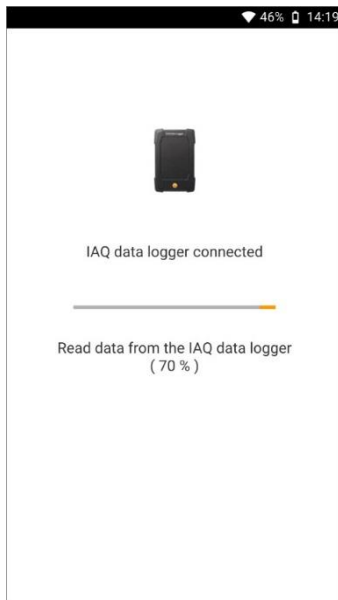 46% 14:19
IAQ data logger connected
Read data from the IAQ data logger
( 70 % )